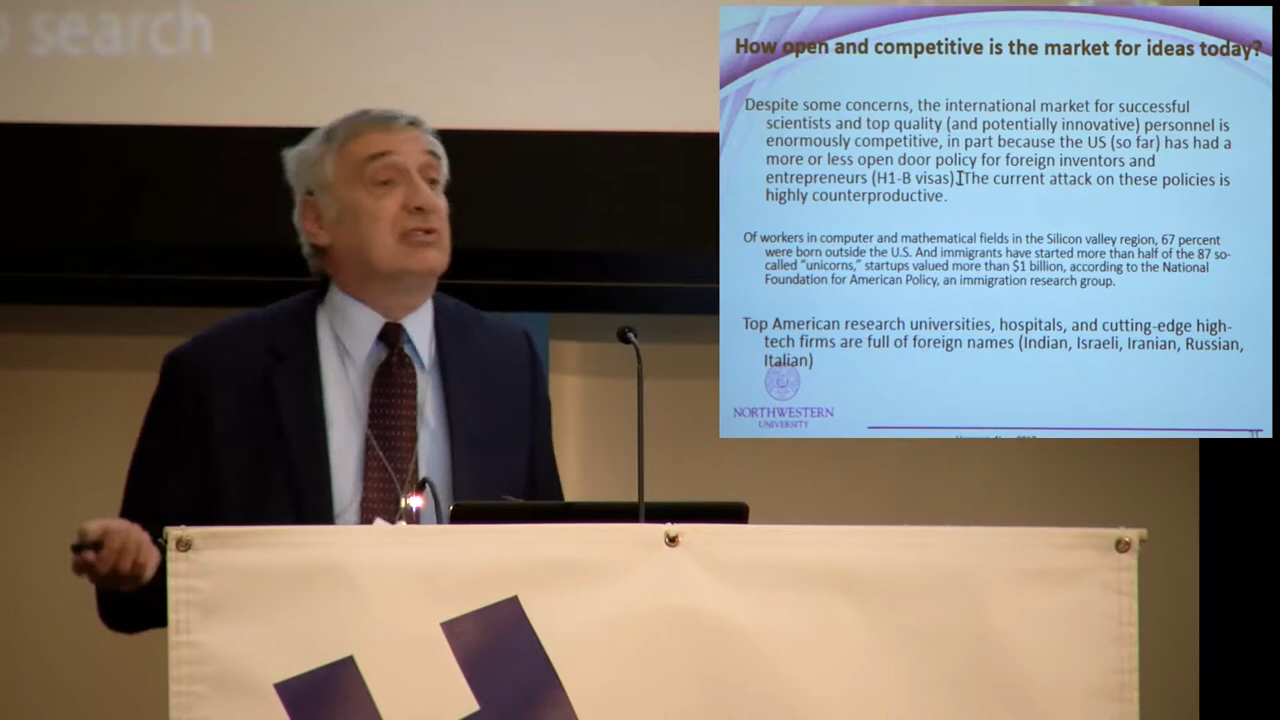 search
How open and competitive is the market for ideas today?
Despite some concerns, the international market for successful
scientists and top quality (and potentially innovative) personnel is
enormously competitive, in part because the US (so far) has had a
more or less open door policy for foreign inventors and
entrepreneurs (H1-B visas). The current attack on these policies is
highly counterproductive.
Of workers in computer and mathematical fields in the Silicon valley region, 67 percent
were born outside the U.S. And immigrants have started more than half of the 87 so-
called “unicorns,” startups valued more than $1 billion, according to the National
Foundation for American Policy, an immigration research group.
Top American research universities, hospitals, and cutting-edge high-
tech firms are full of foreign names (Indian, Israeli, Iranian, Russian,
Italian)
NORTHWESTERN
UNIVERSITY